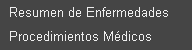 Resumen de Enfermedades
Procedimientos Médicos